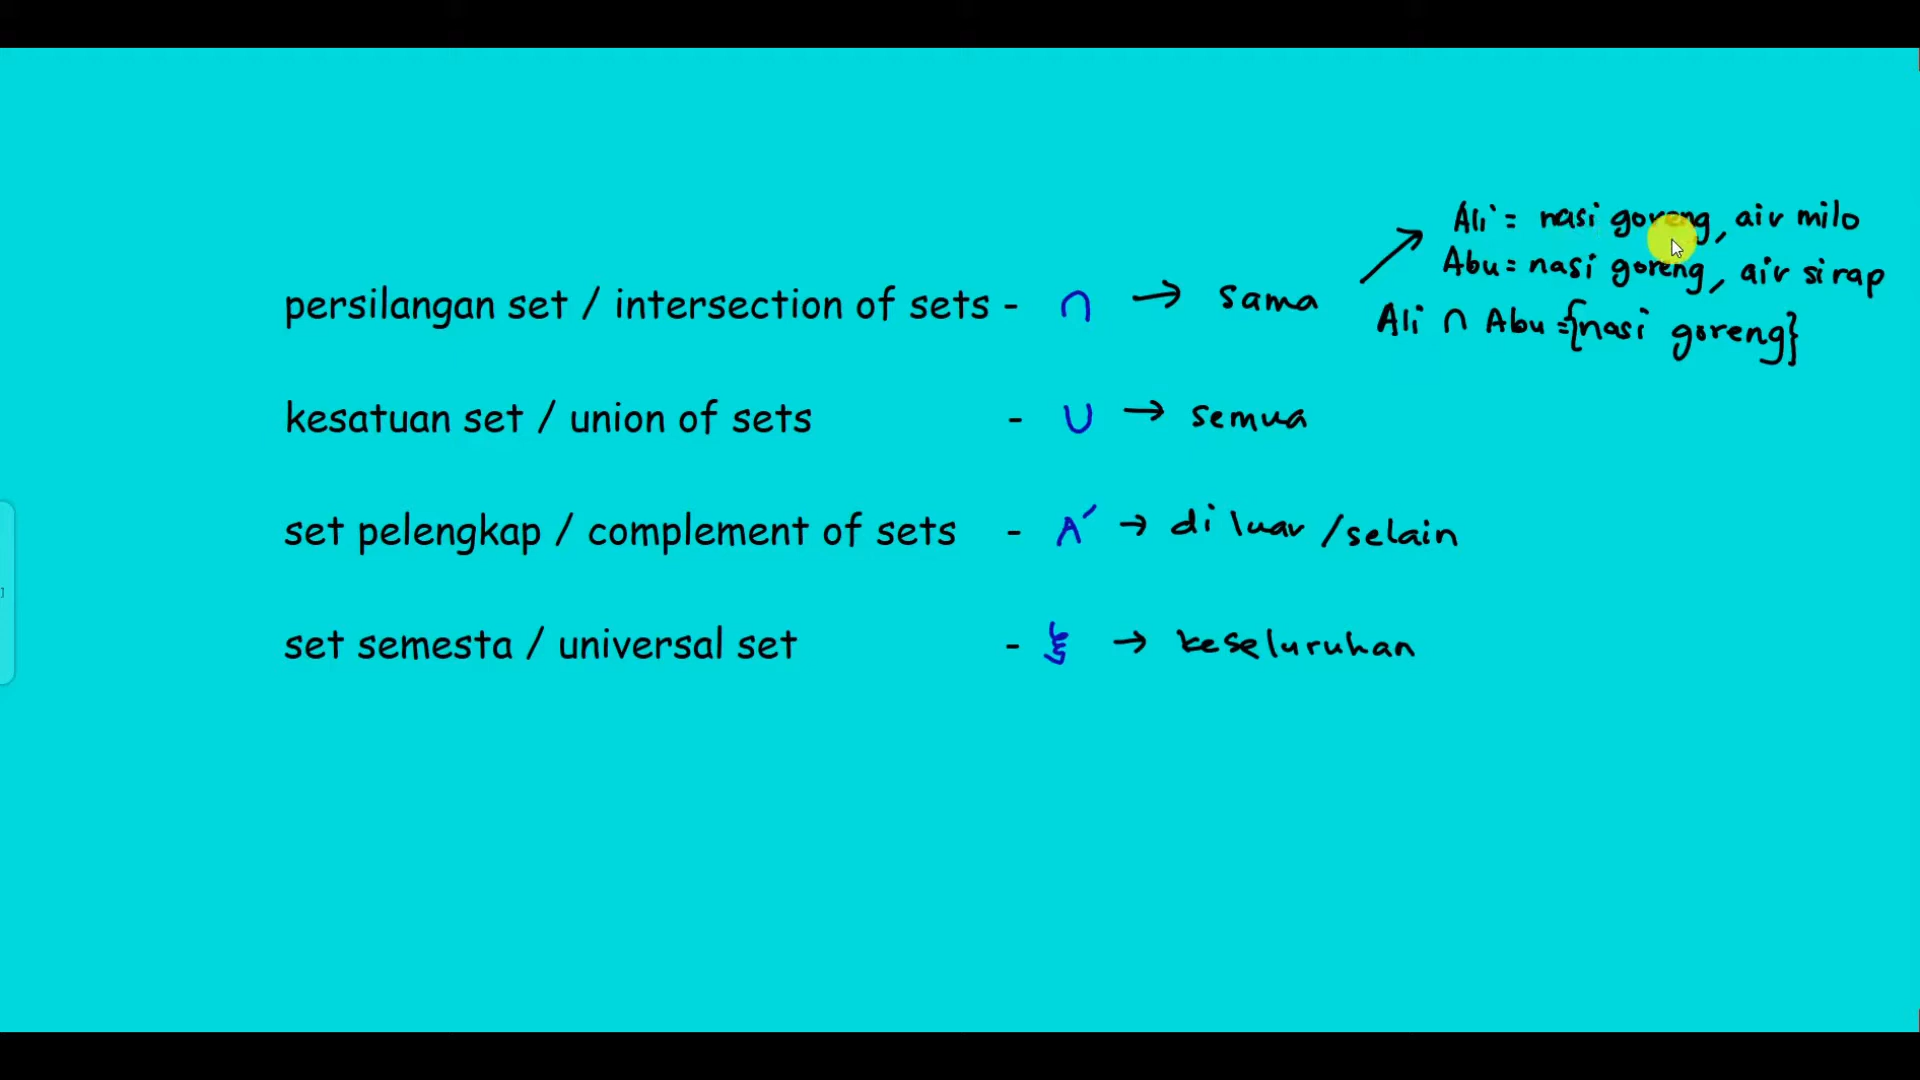 Ali = nasi goreng, air milo
Abu = nasi goreng, air sirap
persilangan set / intersection of sets - ∩ → sama
Ali ∩ Abu = {nasi goreng}
kesatuan set / union of sets - ∪ → semua
set pelengkap / complement of sets - A′ → di luar / selain
set semesta / universal set - ξ → keseluruhan
]